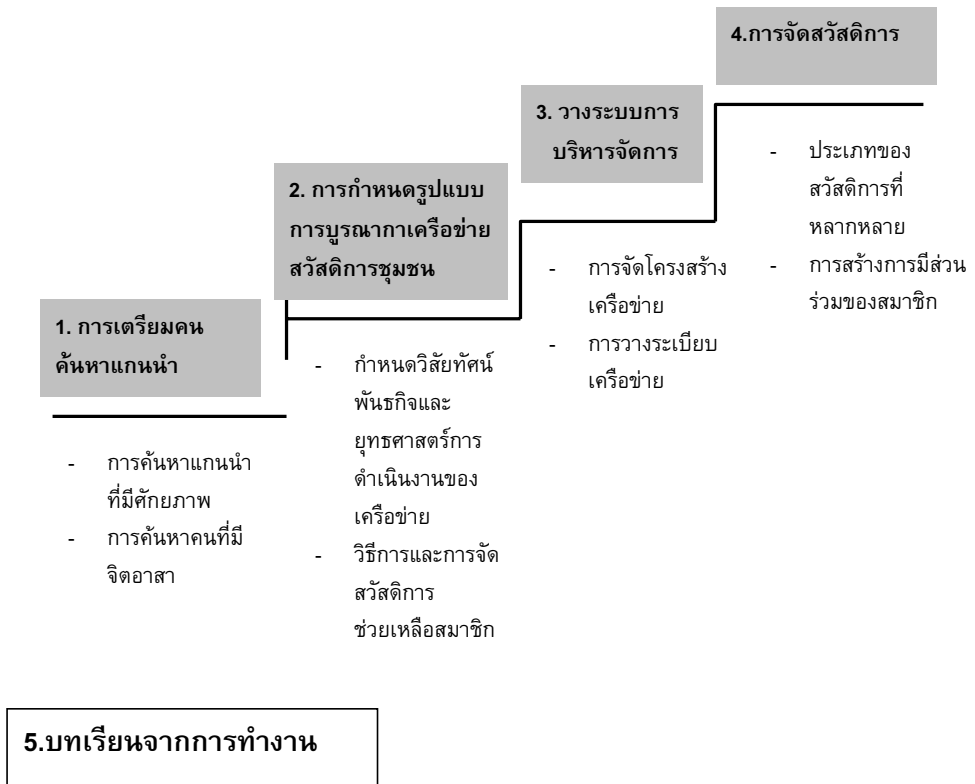 1. การเตรียมคน
ค้นหาแกนนำ
- การค้นหาแกนนำ
ที่มีศักยภาพ
- การค้นหาคนที่มี
จิตอาสา
2. การกำหนดรูปแบบ
การบูรณากาเครือข่าย
สวัสดิการชุมชน
- กำหนดวิสัยทัศน์
พันธกิจและ
ยุทธศาสตร์การ
ดำเนินงานของ
เครือข่าย
- วิธีการและการจัด
สวัสดิการ
ช่วยเหลือสมาชิก
3. วางระบบการ
บริหารจัดการ
- การจัดโครงสร้าง
เครือข่าย
- การวางระเบียบ
เครือข่าย
4.การจัดสวัสดิการ
- ประเภทของ
สวัสดิการที่
หลากหลาย
- การสร้างการมีส่วน
ร่วมของสมาชิก
5.บทเรียนจากการทำงาน